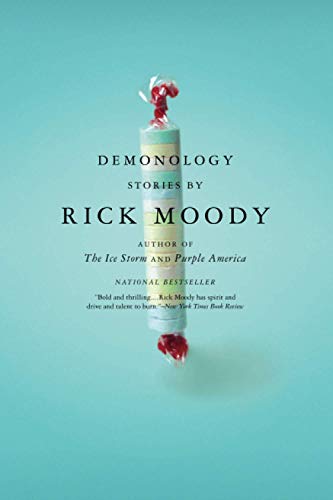 DEMONOLOGY
STORIES BY
RICK MOODY
AUTHOR OF
The Ice Storm AND Purple America
NATIONAL BESTSELLER
"Bold and thrilling....Rick Moody has spirit and
drive and talent to burn."–New York Times Book Review